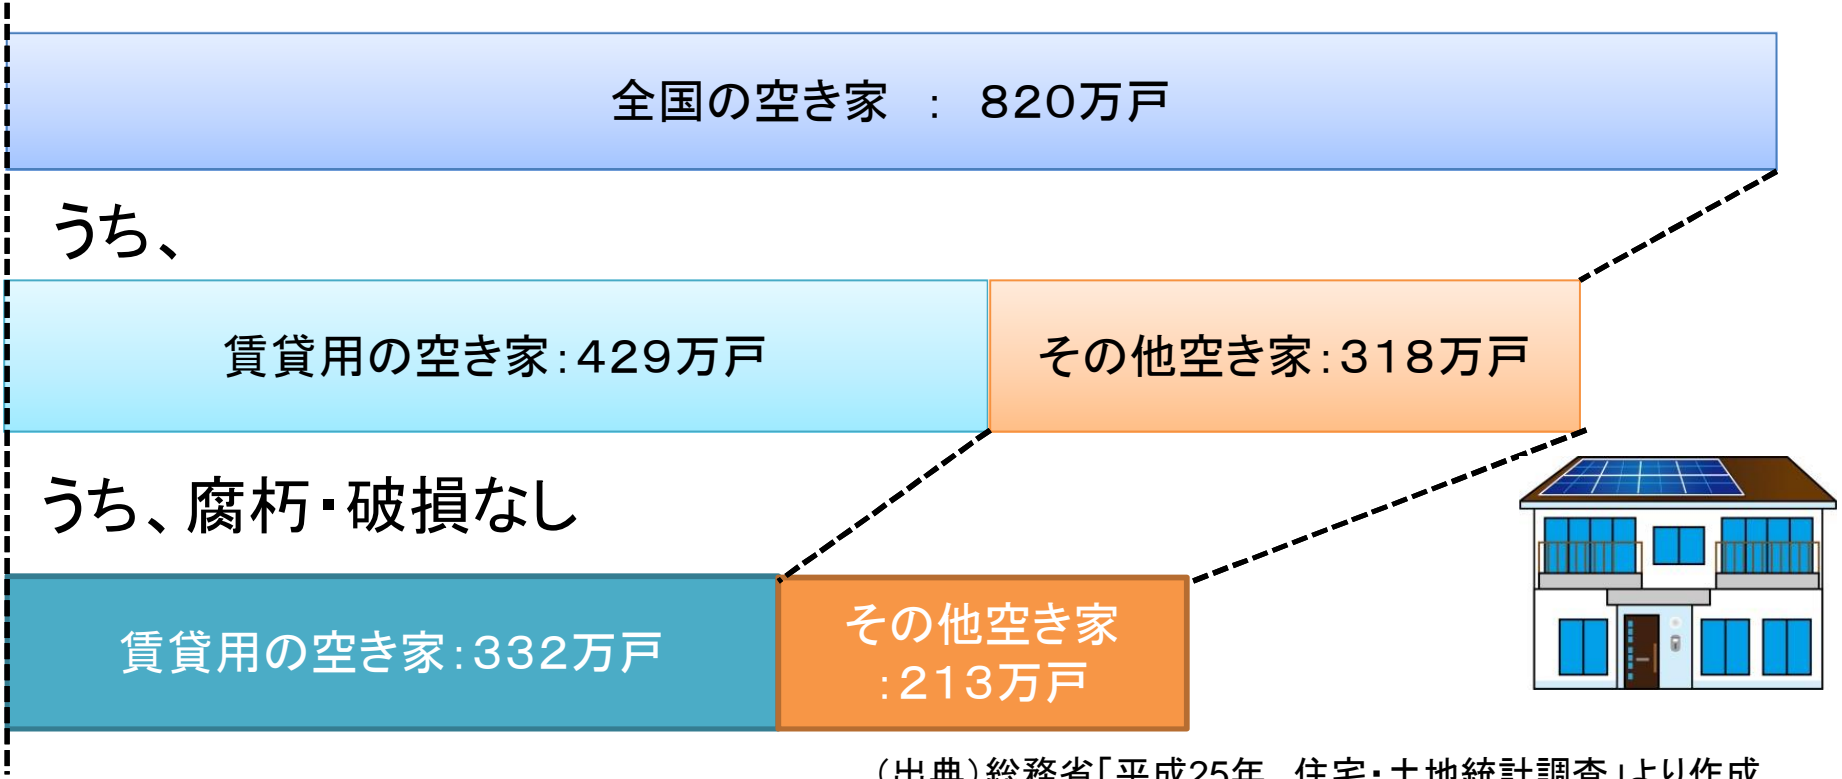 全国の空き家　：　820万戸
うち、
賃貸用の空き家：429万戸
その他空き家：318万戸
うち、腐朽・破損なし
賃貸用の空き家：332万戸
その他空き家
：213万戸
（出典）総務省「平成25年　住宅・土地統計調査」より作成